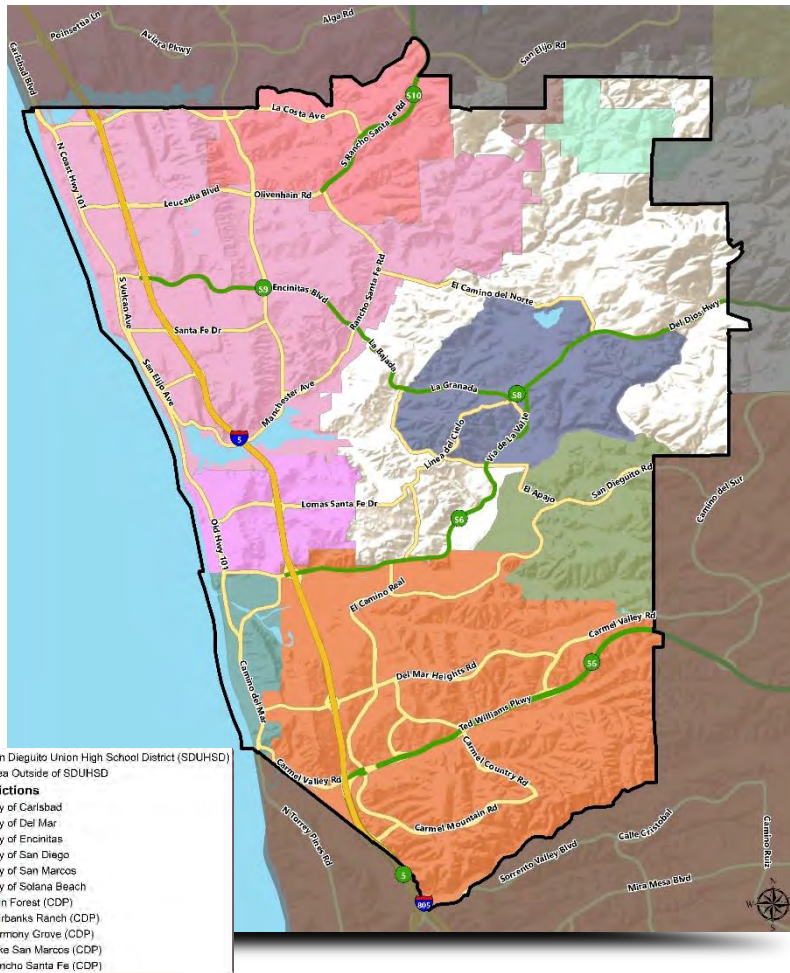 Poinsettia Ln
Alga Rd
Aviara Pkwy
San Elijo Rd
Carlsbad Blvd
S10
La Costa Ave
S Rancho Santa Fe Rd
N Coast Hwy 101
Leucadia Blvd
Olivenhain Rd
S Vulcan Ave
S9
Encinitas Blvd
Rancho Santa Fe Rd
El Camino del Norte
Santa Fe Dr
La Bajada
Del Dios Hwy
San Elijo Ave
Manchester Ave
La Granada
S8
5
Linea del Cielo
Via de La Valle
El Apajo
San Dieguito Rd
Camino del Sur
Lomas Santa Fe Dr
Old Hwy 101
S6
El Camino Real
Carmel Valley Rd
Del Mar Heights Rd
Camino del Mar
Ted Williams Pkwy
Carmel Valley Rd
Carmel Country Rd
N Torrey Pines Rd
Carmel Mountain Rd
Calle Cristobal
Camino Ruiz
Sorrento Valley Blvd
Mira Mesa Blvd
5
805
N
W
S
n Dieguito Union High School District (SDUHSD)
ea Outside of SDUHSD
ictions
y of Carlsbad
y of Del Mar
y of Encinitas
y of San Diego
y of San Marcos
y of Solana Beach
in Forest (CDP)
irbanks Ranch (CDP)
rmony Grove (CDP)
ke San Marcos (CDP)
ncho Santa Fe (CDP)